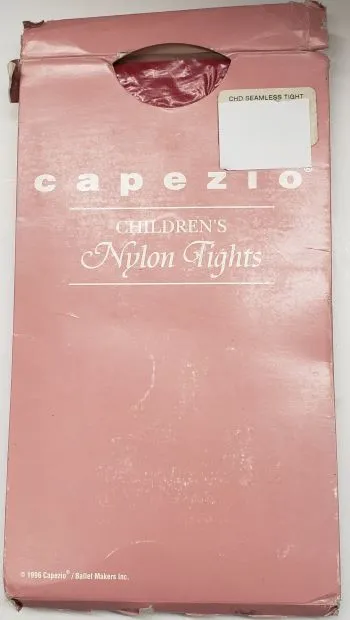 CHD SEAMLESS TIGHT
capezio®
CHILDREN'S
Nylon Tights
© 1996 Capezio® / Ballet Makers Inc.